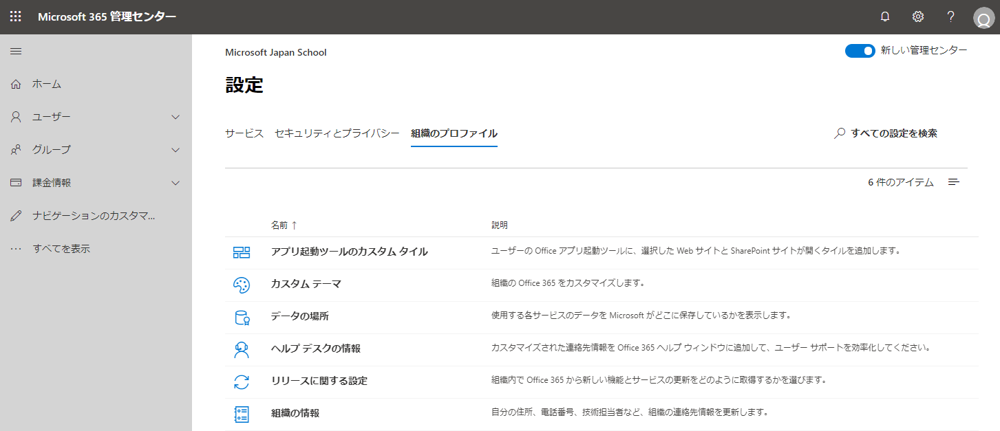 Microsoft 365 管理センター
Microsoft Japan School
新しい管理センター
ホーム
ユーザー
グループ
課金情報
ナビゲーションのカスタマ...
すべてを表示
設定
サービス セキュリティとプライバシー 組織のプロファイル
すべての設定を検索
6 件のアイテム
名前 ↑ 説明
アプリ起動ツールのカスタム タイル ユーザーの Office アプリ起動ツールに、選択した Web サイトと SharePoint サイトが開くタイルを追加します。
カスタム テーマ 組織の Office 365 をカスタマイズします。
データの場所 使用する各サービスのデータを Microsoft がどこに保存しているかを表示します。
ヘルプ デスクの情報 カスタマイズされた連絡先情報を Office 365 ヘルプ ウィンドウに追加して、ユーザー サポートを効率化してください。
リリースに関する設定 組織内で Office 365 から新しい機能とサービスの更新をどのように取得するかを選びます。
組織の情報 自分の住所、電話番号、技術担当者など、組織の連絡先情報を更新します。